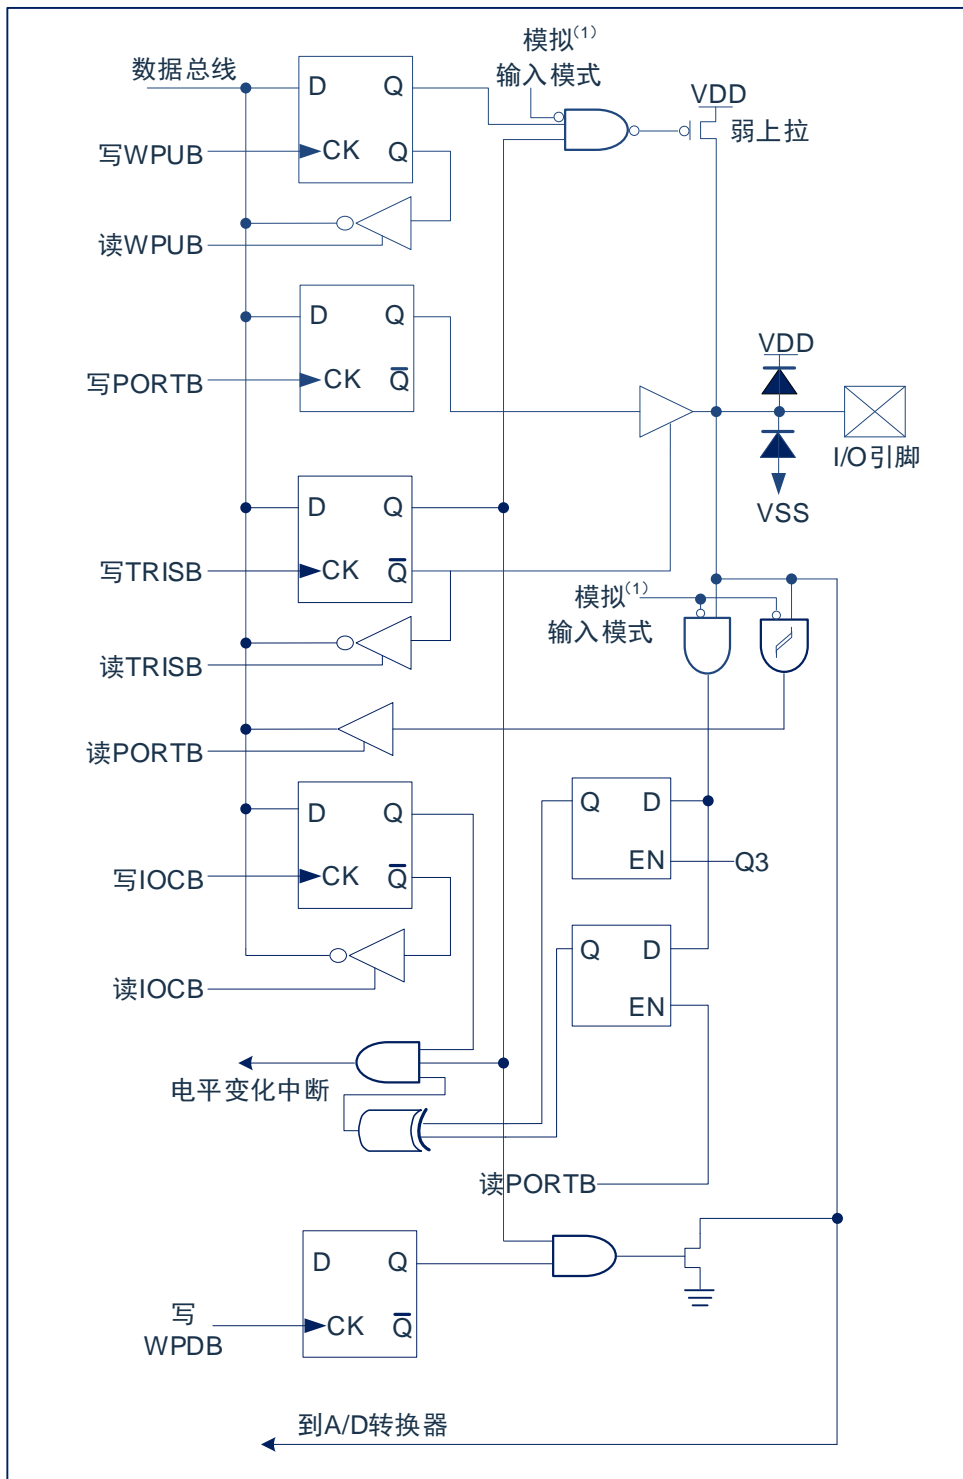 模拟(1)
输入模式
数据总线
D Q
VDD
弱上拉
写WPUB
CK Q
读WPUB
D Q
VDD
写PORTB
CK Q̅
I/O引脚
D Q
VSS
写TRISB
CK Q̅
模拟(1)
输入模式
读TRISB
读PORTB
D Q
Q D
写IOCB
CK Q̅
EN
Q3
Q D
读IOCB
EN
电平变化中断
读PORTB
D Q
写
WPDB
CK Q̅
到A/D转换器